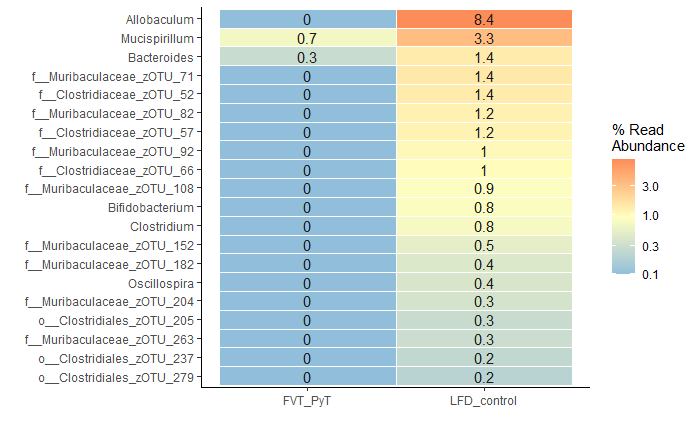 Allobaculum 0 8.4
Mucispirillum 0.7 3.3
Bacteroides 0.3 1.4
f__Muribaculaceae_zOTU_71 0 1.4
f__Clostridiaceae_zOTU_52 0 1.4
f__Muribaculaceae_zOTU_82 0 1.2
f__Clostridiaceae_zOTU_57 0 1.2
f__Muribaculaceae_zOTU_92 0 1
f__Clostridiaceae_zOTU_66 0 1
f__Muribaculaceae_zOTU_108 0 0.9
Bifidobacterium 0 0.8
Clostridium 0 0.8
f__Muribaculaceae_zOTU_152 0 0.5
f__Muribaculaceae_zOTU_182 0 0.4
Oscillospira 0 0.4
f__Muribaculaceae_zOTU_204 0 0.3
o__Clostridiales_zOTU_205 0 0.3
f__Muribaculaceae_zOTU_263 0 0.3
o__Clostridiales_zOTU_237 0 0.2
o__Clostridiales_zOTU_279 0 0.2
FVT_PyT LFD_control
% Read
Abundance
3.0
1.0
0.3
0.1